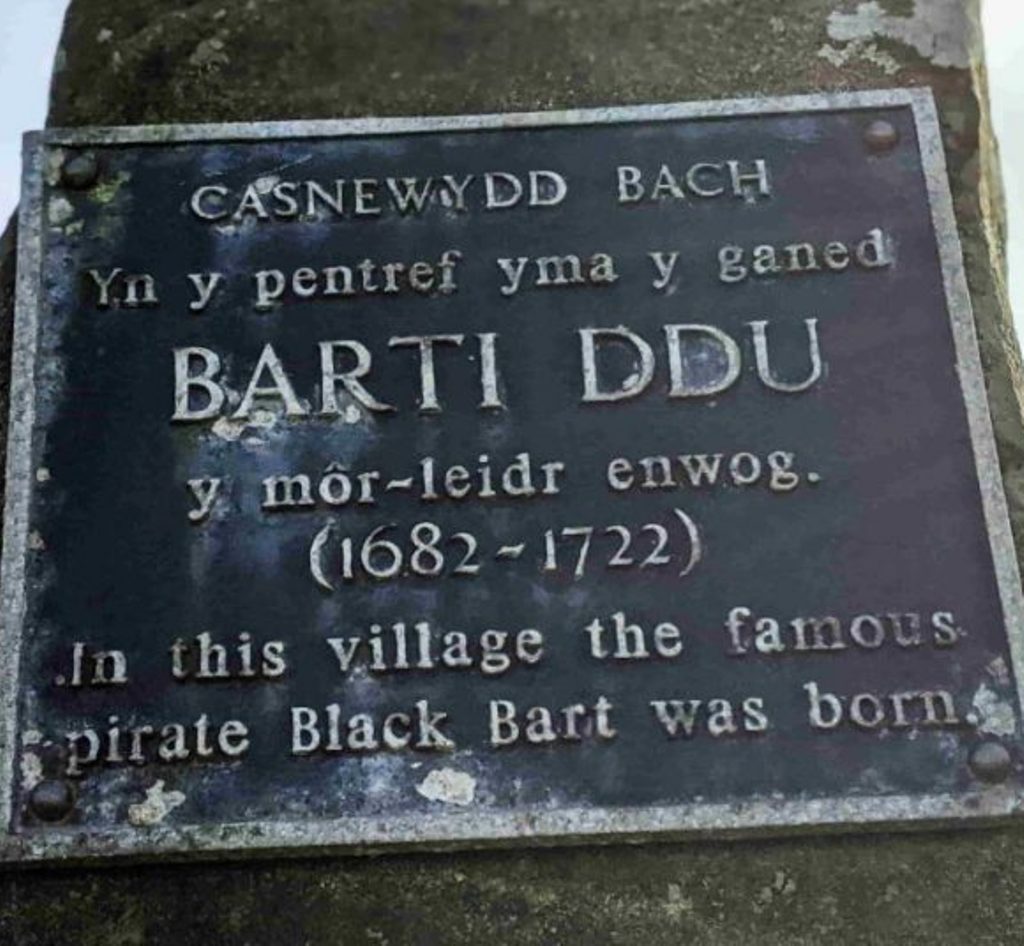 CASNEWYDD BACH
Yn y pentref yma y ganed
BARTI DDU
y môr-leidr enwog.
(1682-1722)
In this village the famous
pirate Black Bart was born.